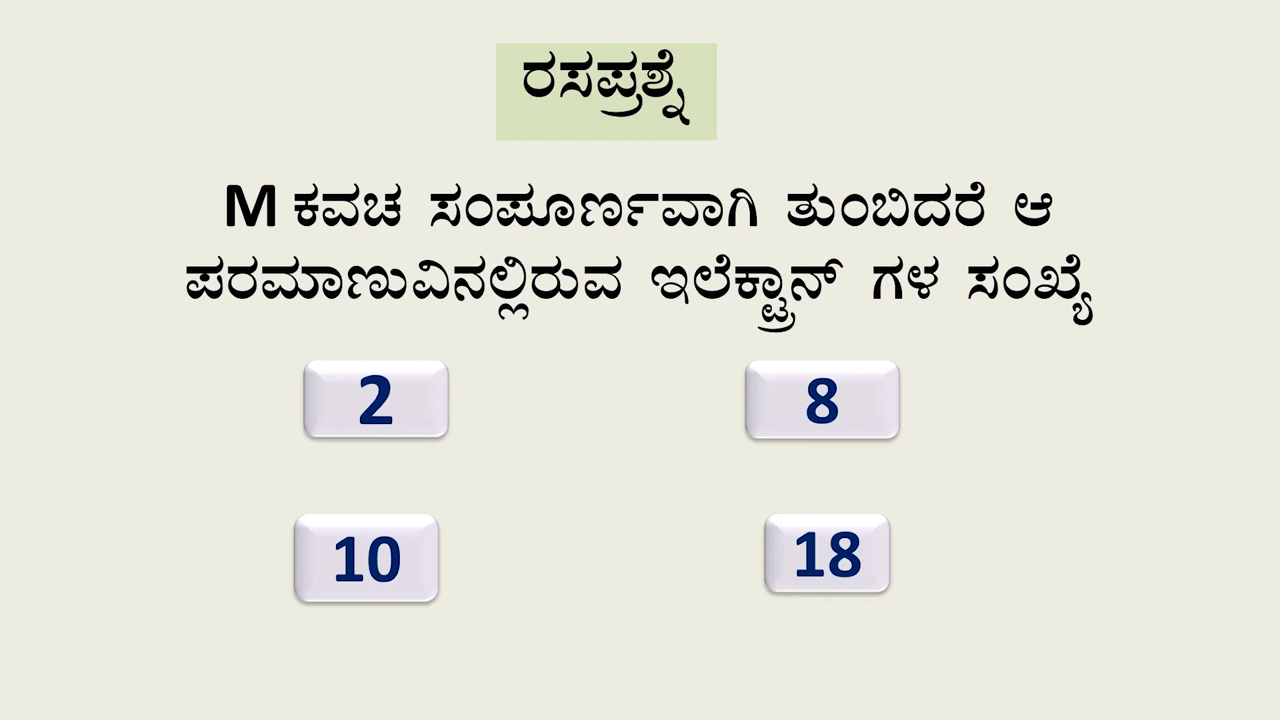 ರಸಪ್ರಶ್ನೆ
M ಕವಚ ಸಂಪೂರ್ಣವಾಗಿ ತುಂಬಿದರೆ ಆ
ಪರಮಾಣುವಿನಲ್ಲಿರುವ ಇಲೆಕ್ಟ್ರಾನ್ ಗಳ ಸಂಖ್ಯೆ
2 8
10 18